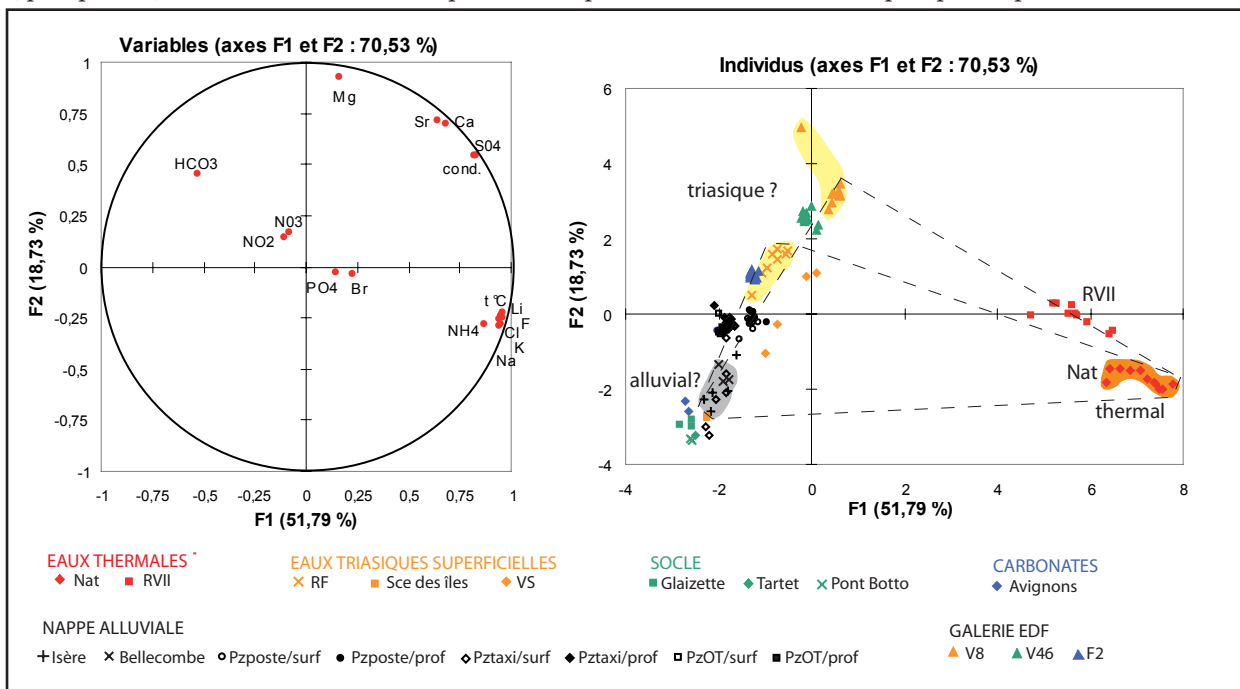 Variables (axes F1 et F2 : 70,53 %)
1
0,75
0,5
0,25
0
-0,25
-0,5
-0,75
-1
-1
-0,75
-0,5
-0,25
0
0,25
0,5
0,75
1
F2 (18,73 %)
F1 (51,79 %)
Mg
Sr
Ca
S04
cond.
HCO3
N03
NO2
PO4
Br
t °C
Li
NH4
F
Cl
K
Na
Individus (axes F1 et F2 : 70,53 %)
6
4
2
0
-2
-4
-4
-2
0
2
4
6
8
F2 (18,73 %)
F1 (51,79 %)
triasique ?
RVII
alluvial?
Nat
thermal
EAUX THERMALES
Nat RVII
EAUX TRIASIQUES SUPERFICIELLES
RF Sce des îles VS
SOCLE
Glaizette Tartet Pont Botto
CARBONATES
Avignons
NAPPE ALLUVIALE
Isère Bellecombe Pzposte/surf Pzposte/prof Pztaxi/surf Pztaxi/prof PzOT/surf PzOT/prof
GALERIE EDF
V8 V46 F2